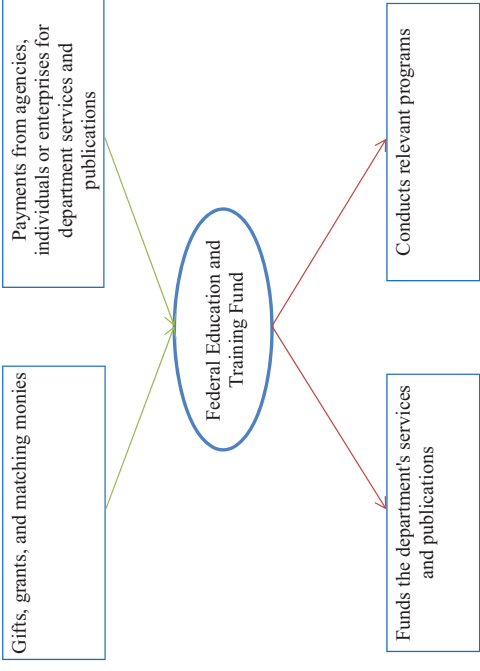 Gifts, grants, and matching monies
Payments from agencies,
individuals or enterprises for
department services and
publications
Federal Education and
Training Fund
Funds the department's services
and publications
Conducts relevant programs